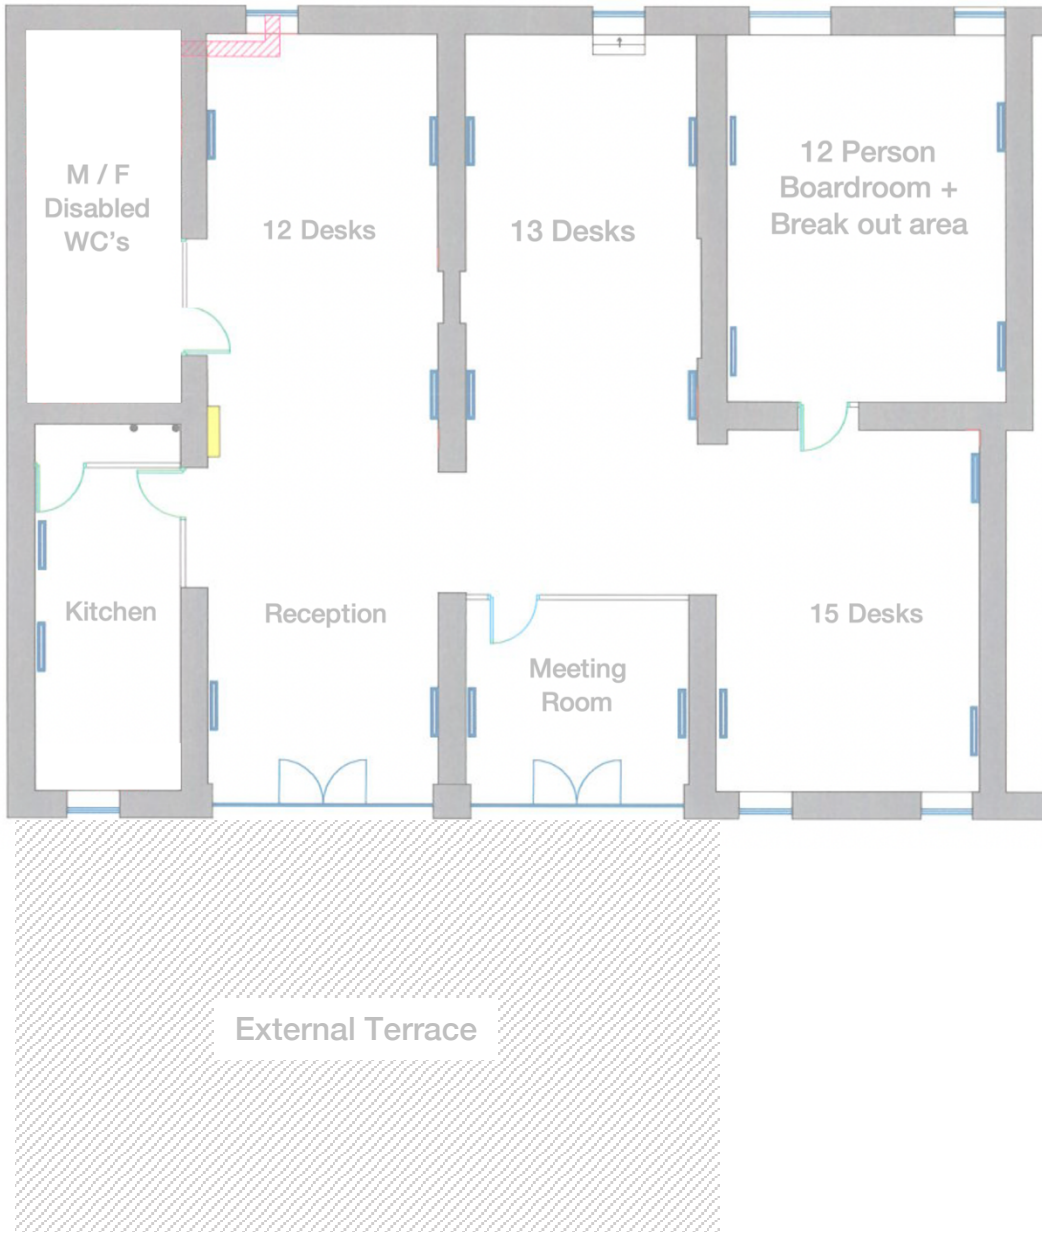 M / F
Disabled
WC's
12 Desks
13 Desks
12 Person
Boardroom +
Break out area
Kitchen
Reception
Meeting
Room
15 Desks
External Terrace